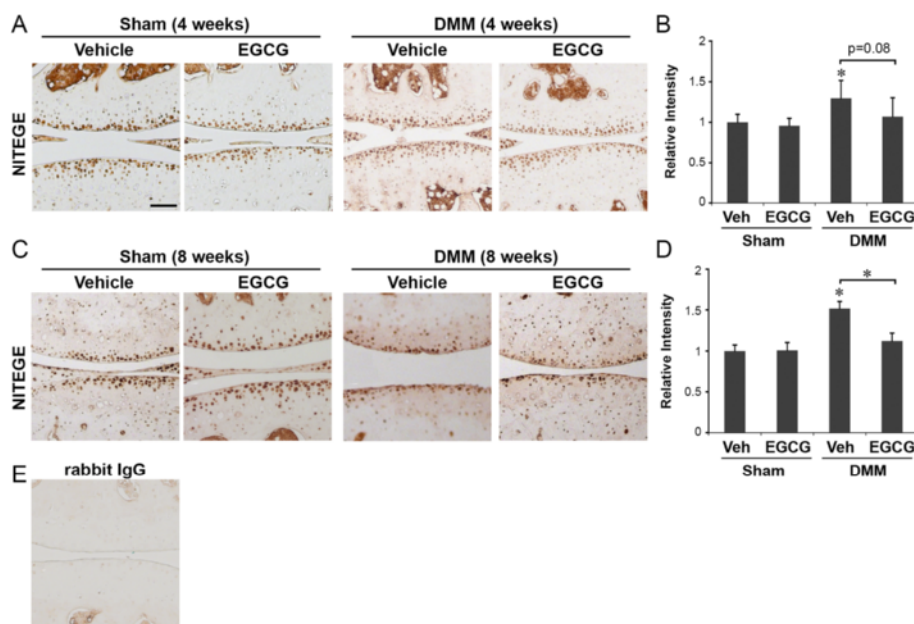 A
Sham (4 weeks)
DMM (4 weeks)
Vehicle
EGCG
Vehicle
EGCG
NITEGE
B
p=0.08
*
Relative Intensity
2
1.5
1
0.5
0
Veh
EGCG
Veh
EGCG
Sham
DMM
C
Sham (8 weeks)
DMM (8 weeks)
Vehicle
EGCG
Vehicle
EGCG
NITEGE
D
*
*
Relative Intensity
2
1.5
1
0.5
0
Veh
EGCG
Veh
EGCG
Sham
DMM
E
rabbit IgG